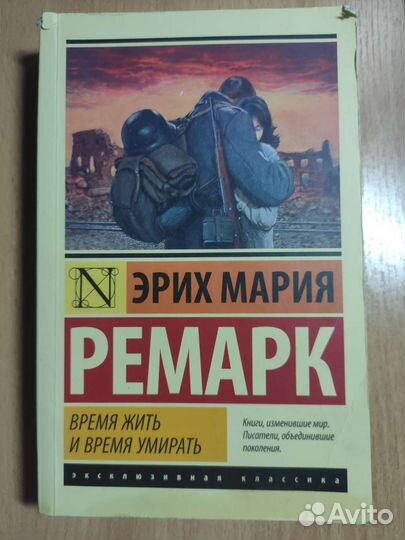 N
ЭРИХ МАРИЯ
РЕМАРК
ВРЕМЯ ЖИТЬ
И ВРЕМЯ УМИРАТЬ
Книги, изменившие мир.
Писатели, объединившие
поколения.
эксклюзивная классика
Avito